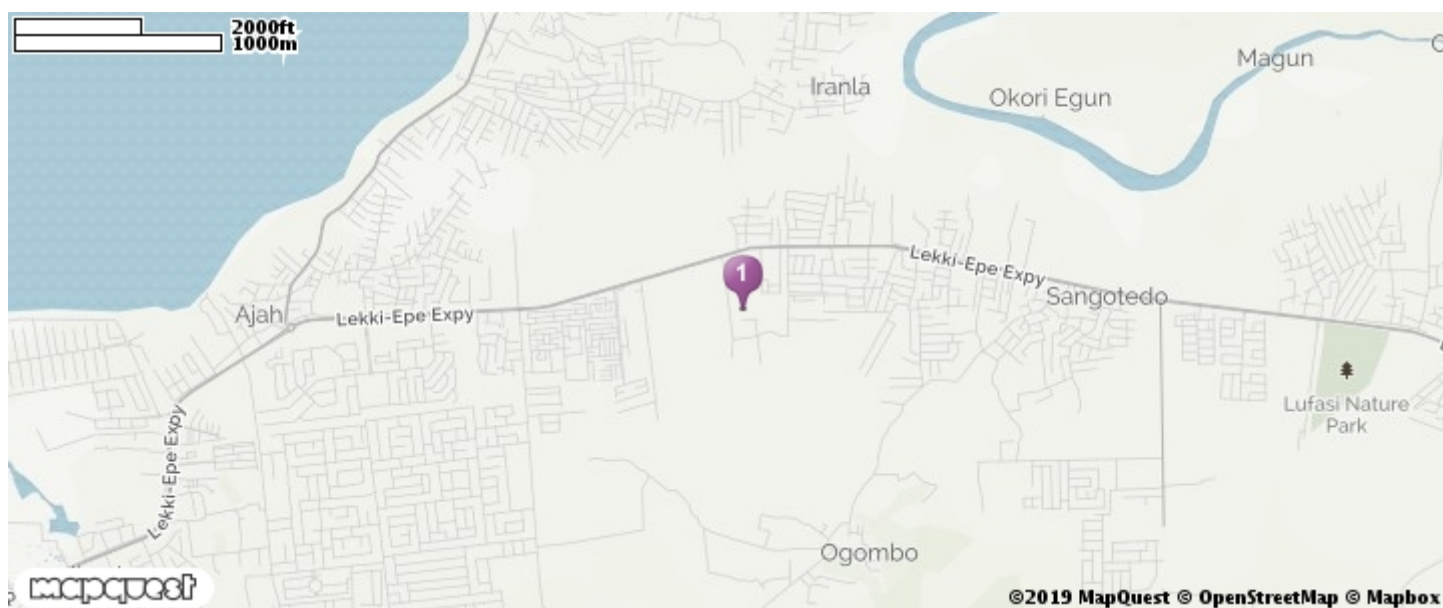 2000ft
1000m
Magun
Iranla
Okori Egun
Lekki-Epe Expy
Sangotedo
1
Ajah
Lekki-Epe Expy
Lufasi Nature
Park
Lekki-Epe Expy
Ogombo
mapquest
©2019 MapQuest © OpenStreetMap © Mapbox